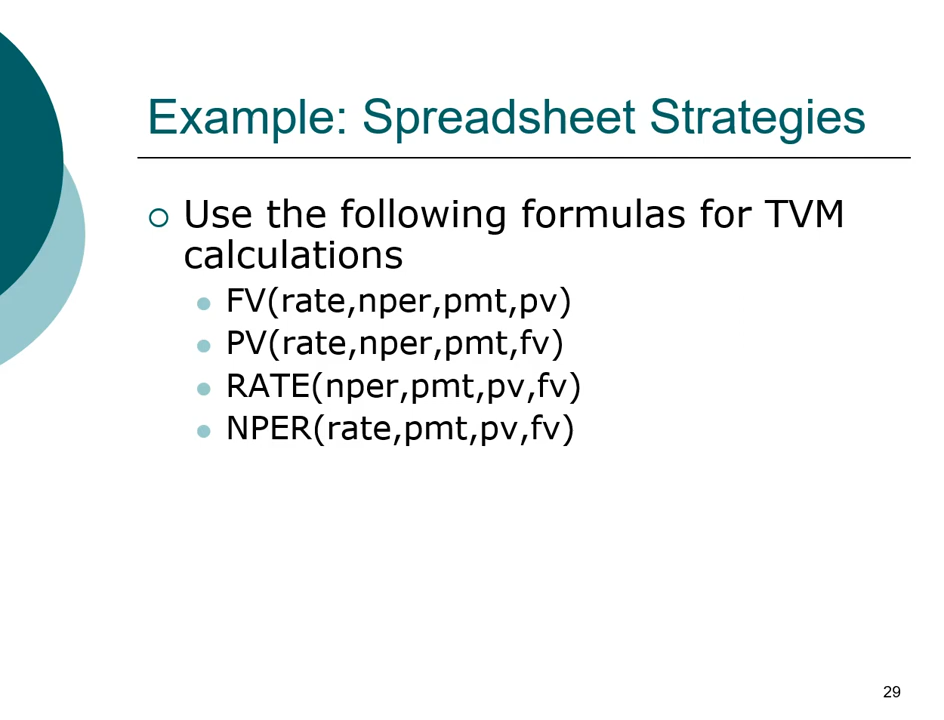 Example: Spreadsheet Strategies
Use the following formulas for TVM
calculations
FV(rate,nper,pmt,pv)
PV(rate,nper,pmt,fv)
RATE(nper,pmt,pv,fv)
NPER(rate,pmt,pv,fv)
29